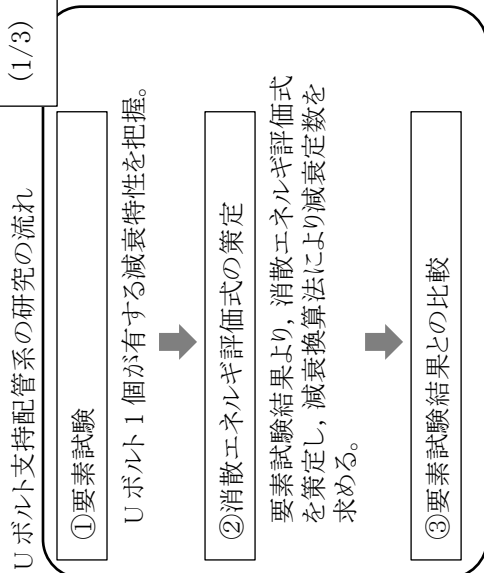 (1/3)
Uボルト支持配管系の研究の流れ
①要素試験
Uボルト1個が有する減衰特性を把握。
②消散エネルギ評価式の策定
要素試験結果より，消散エネルギ評価式
を策定し，減衰換算法により減衰定数を
求める。
③要素試験結果との比較